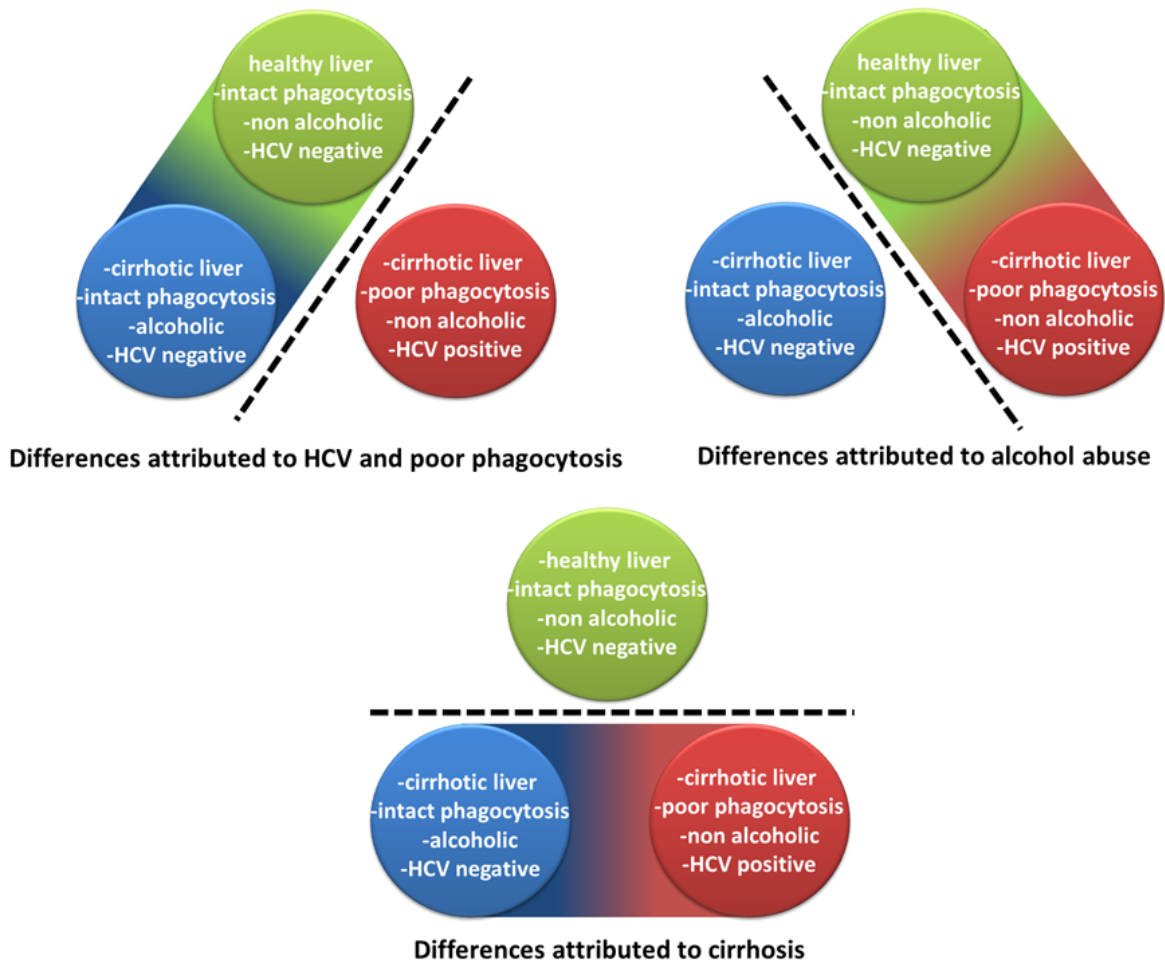 healthy liver
-intact phagocytosis
-non alcoholic
-HCV negative
-cirrhotic liver
-intact phagocytosis
-alcoholic
-HCV negative
-cirrhotic liver
-poor phagocytosis
-non alcoholic
-HCV positive
Differences attributed to HCV and poor phagocytosis
healthy liver
-intact phagocytosis
-non alcoholic
-HCV negative
-cirrhotic liver
-intact phagocytosis
-alcoholic
-HCV negative
-cirrhotic liver
-poor phagocytosis
-non alcoholic
-HCV positive
Differences attributed to alcohol abuse
-healthy liver
-intact phagocytosis
-non alcoholic
-HCV negative
-cirrhotic liver
-intact phagocytosis
-alcoholic
-HCV negative
-cirrhotic liver
-poor phagocytosis
-non alcoholic
-HCV positive
Differences attributed to cirrhosis